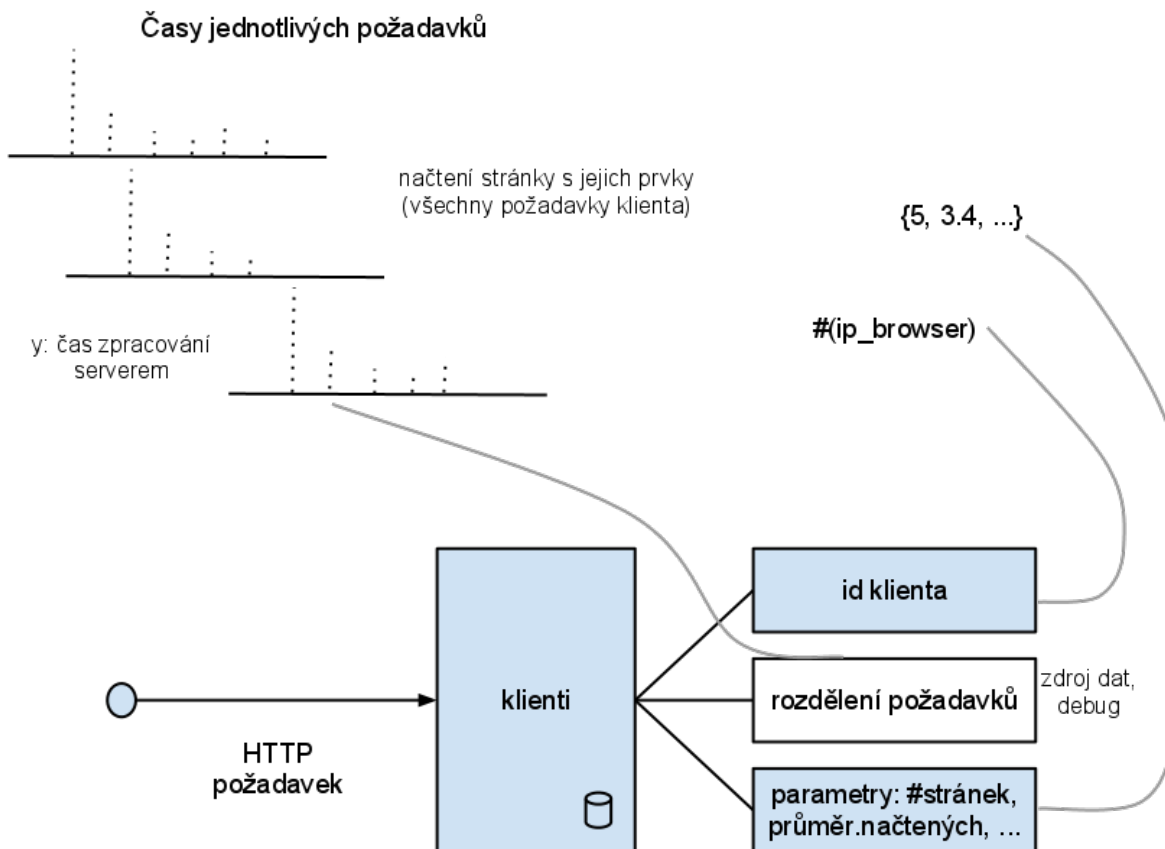 Časy jednotlivých požadavků
načtení stránky s jejich prvky
(všechny požadavky klienta)
{5, 3.4, ...}
#(ip_browser)
y: čas zpracování
serverem
id klienta
klienti
rozdělení požadavků
zdroj dat,
debug
HTTP
požadavek
parametry: #stránek,
průměr.načtených, ...